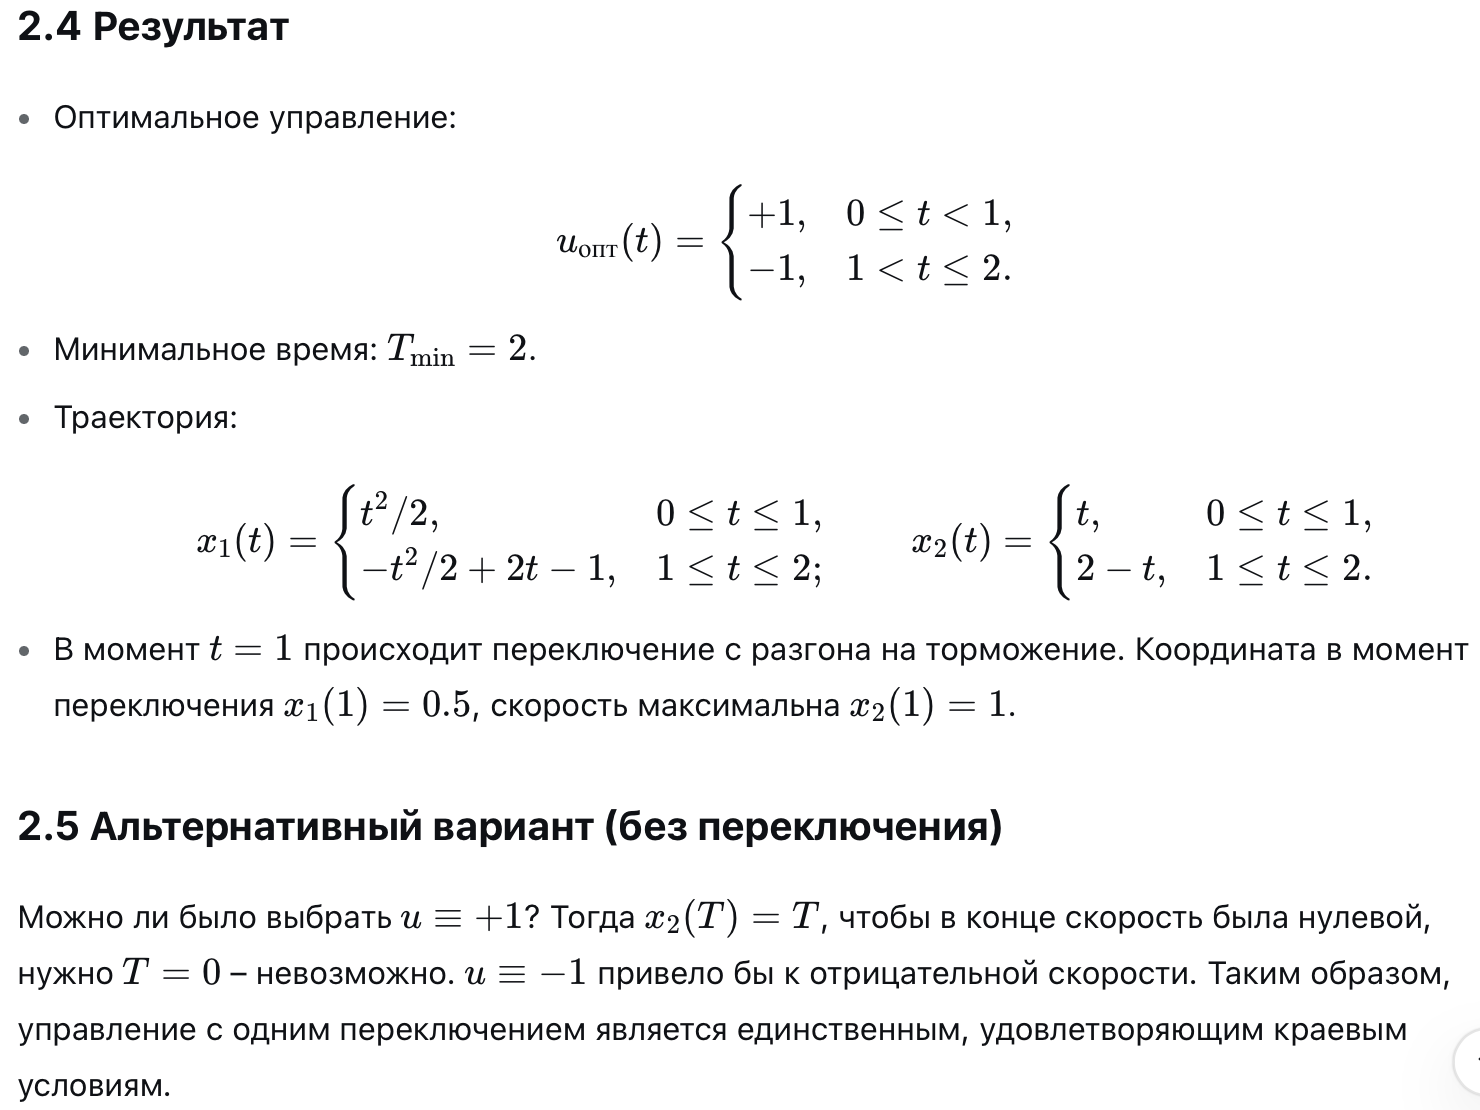 2.4 Результат
• Оптимальное управление:
u_опт(t) = { +1, 0 ≤ t < 1,
−1, 1 < t ≤ 2.
• Минимальное время: T_min = 2.
• Траектория:
x₁(t) = { t²/2, 0 ≤ t ≤ 1, x₂(t) = { t, 0 ≤ t ≤ 1,
−t²/2 + 2t − 1, 1 ≤ t ≤ 2; 2 − t, 1 ≤ t ≤ 2.
• В момент t = 1 происходит переключение с разгона на торможение. Координата в момент
переключения x₁(1) = 0.5, скорость максимальна x₂(1) = 1.
2.5 Альтернативный вариант (без переключения)
Можно ли было выбрать u ≡ +1? Тогда x₂(T) = T, чтобы в конце скорость была нулевой,
нужно T = 0 – невозможно. u ≡ −1 привело бы к отрицательной скорости. Таким образом,
управление с одним переключением является единственным, удовлетворяющим краевым
условиям.